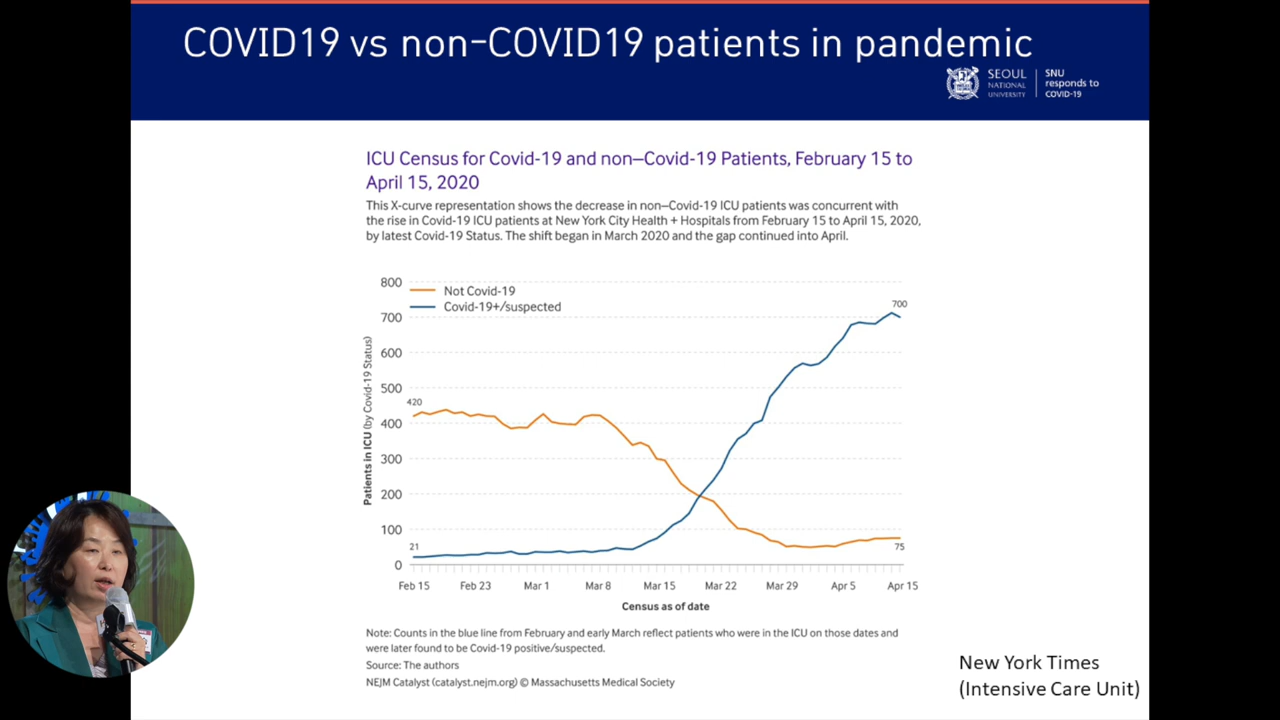 COVID19 vs non-COVID19 patients in pandemic
SEOUL
NATIONAL
UNIVERSITY
SNU
responds to
COVID-19
ICU Census for Covid-19 and non–Covid-19 Patients, February 15 to
April 15, 2020
This X-curve representation shows the decrease in non–Covid-19 ICU patients was concurrent with
the rise in Covid-19 ICU patients at New York City Health + Hospitals from February 15 to April 15, 2020,
by latest Covid-19 Status. The shift began in March 2020 and the gap continued into April.
800
700
600
500
400
300
200
100
0
Patients in ICU (by Covid-19 Status)
Not Covid-19
Covid-19+/suspected
420
21
700
75
Feb 15 Feb 23 Mar 1 Mar 8 Mar 15 Mar 22 Mar 29 Apr 5 Apr 15
Census as of date
Note: Counts in the blue line from February and early March reflect patients who were in the ICU on those dates and
were later found to be Covid-19 positive/suspected.
Source: The authors
NEJM Catalyst (catalyst.nejm.org) © Massachusetts Medical Society
New York Times
(Intensive Care Unit)